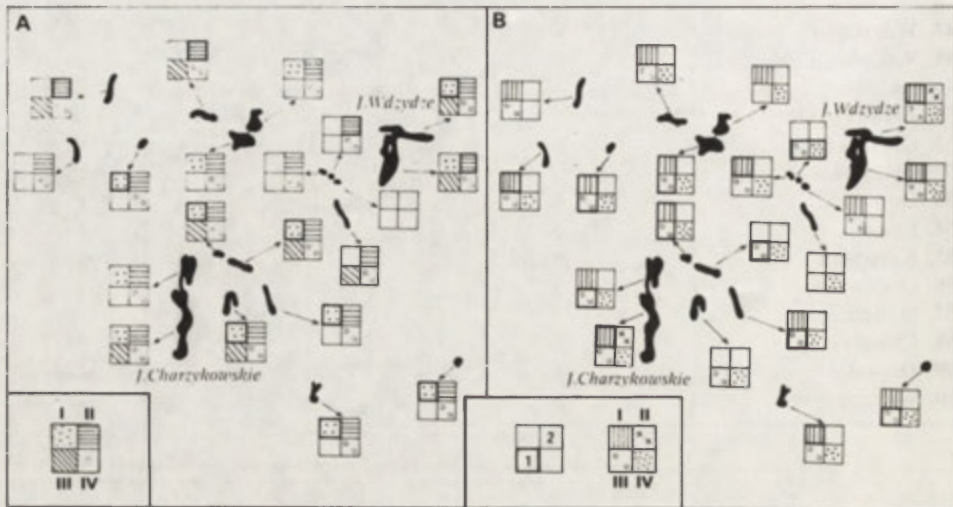 A
J.Wdzydze
J.Charzykowskie
I II
III IV
B
J.Wdzydze
J.Charzykowskie
2
1
I II
III IV